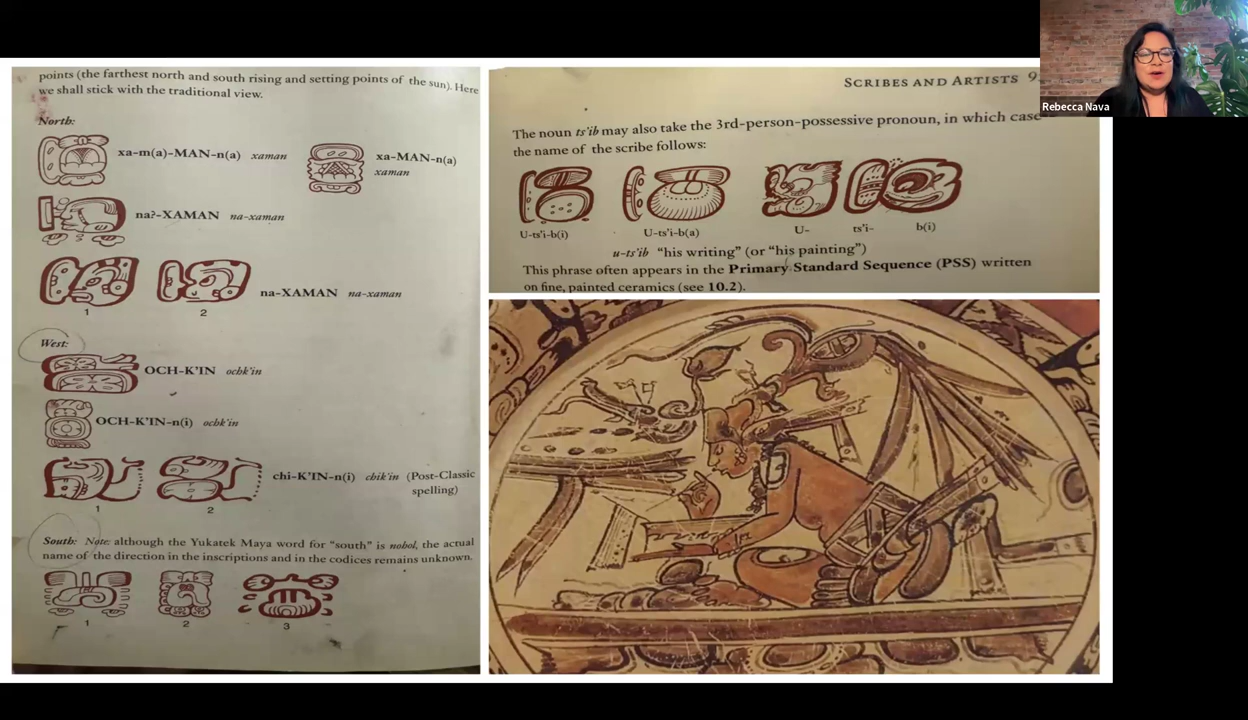 points (the farthest north and south rising and setting points of the sun). Here
we shall stick with the traditional view.
North:
xa-m(a)-MAN-n(a) xaman
xa-MAN-n(a)
xaman
na?-XAMAN na-xaman
na-XAMAN na-xaman
1 2
West:
OCH-K'IN ochk'in
OCH-K'IN-n(i) ochk'in
chi-K'IN-n(i) chik'in (Post-Classic
spelling)
1 2
South: Note: although the Yukatek Maya word for "south" is nohol, the actual
name of the direction in the inscriptions and in the codices remains unknown.
1 2 3
SCRIBES AND ARTISTS 9
The noun ts'ib may also take the 3rd-person-possessive pronoun, in which case
the name of the scribe follows:
U-ts'i-b(i) U-ts'i-b(a) U- ts'i- b(i)
u-ts'ib "his writing" (or "his painting")
This phrase often appears in the Primary Standard Sequence (PSS) written
on fine, painted ceramics (see 10.2).
Rebecca Nava